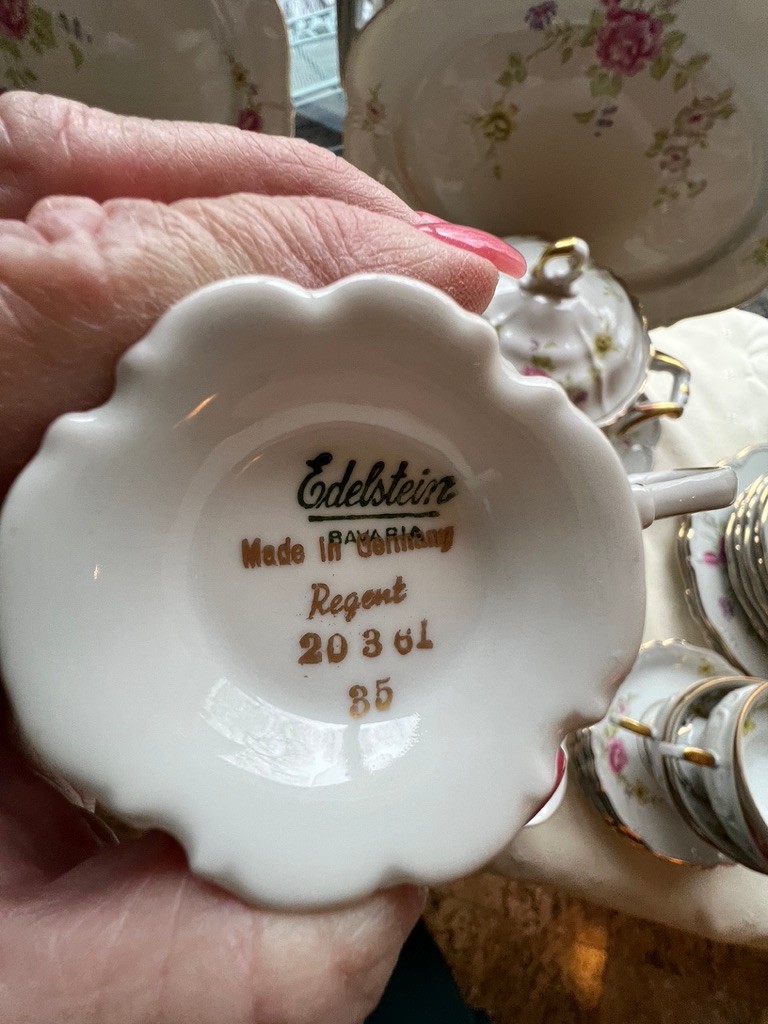 Edelstein
BAVARIA
Made in Germany
Regent
20361
35